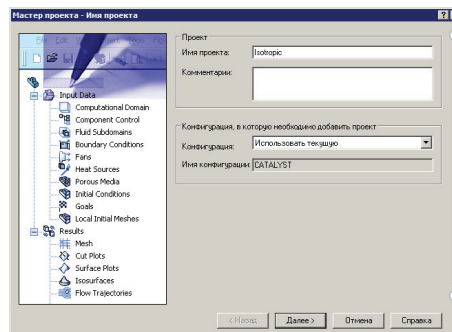 Мастер проекта - Имя проекта
Проект
Имя проекта: Isotropic
Комментарии:
Input Data
Computational Domain
Component Control
Fluid Subdomains
Boundary Conditions
Fans
Heat Sources
Porous Media
Initial Conditions
Goals
Local Initial Meshes
Results
Mesh
Cut Plots
Surface Plots
Isosurfaces
Flow Trajectories
Конфигурация, в которую необходимо добавить проект
Конфигурация: Использовать текущую
Имя конфигурации: CATALYST
< Назад Далее > Отмена Справка